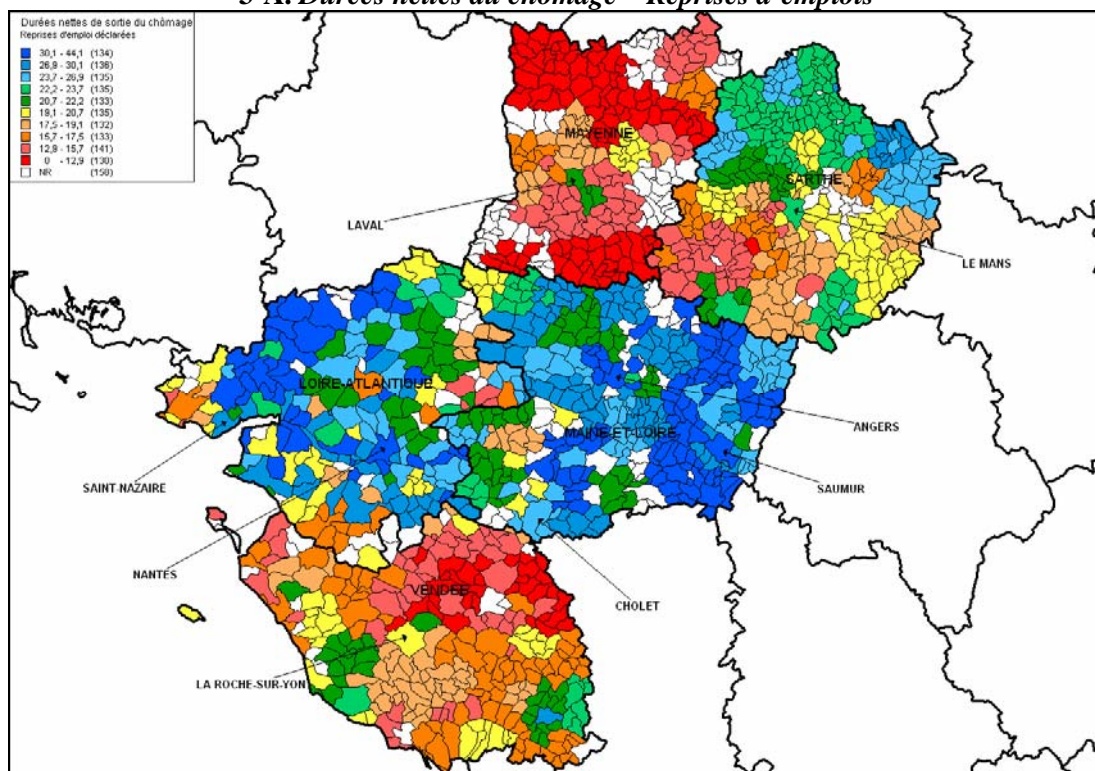 3-A. Durées nettes du chômage – Reprises d'emplois
Durées nettes de sortie du chômage
Reprises d'emploi déclarées
30,1 - 44,1 (134)
26,9 - 30,1 (136)
23,7 - 26,9 (135)
22,2 - 23,7 (135)
20,7 - 22,2 (133)
19,1 - 20,7 (135)
17,5 - 19,1 (132)
15,7 - 17,5 (133)
12,9 - 15,7 (141)
0 - 12,9 (130)
NR (158)
MAYENNE
SARTHE
LAVAL
LE MANS
LOIRE-ATLANTIQUE
MAINE-ET-LOIRE
ANGERS
SAINT-NAZAIRE
SAUMUR
NANTES
VENDEE
CHOLET
LA ROCHE-SUR-YON